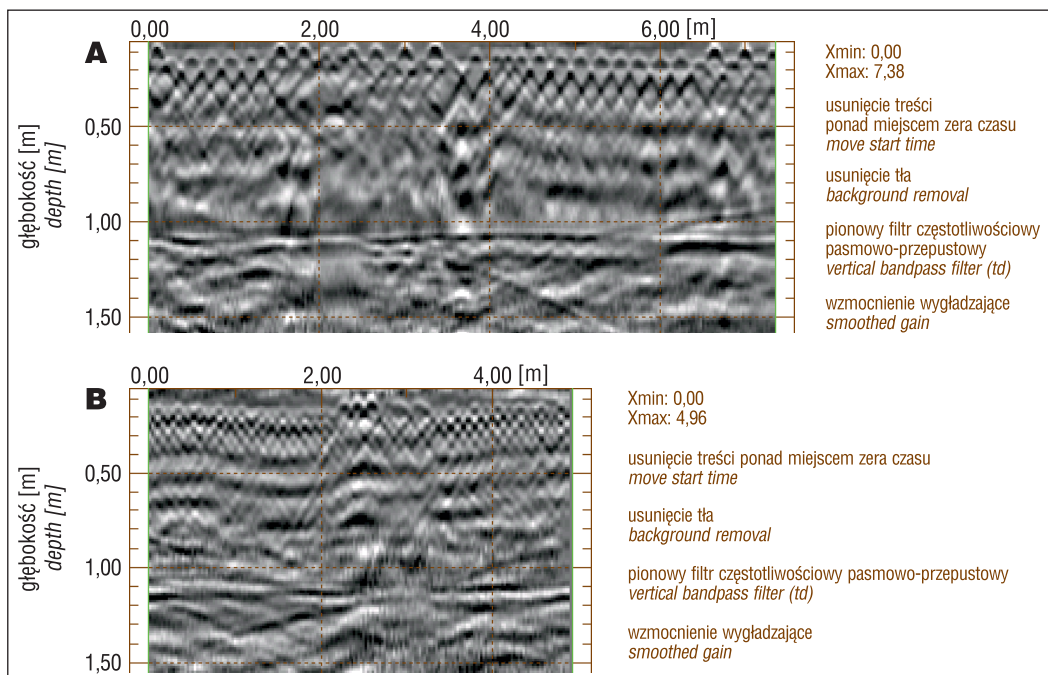 0,00 2,00 4,00 6,00 [m]
A
głębokość [m]
depth [m]
0,50
1,00
1,50
Xmin: 0,00
Xmax: 7,38
usunięcie treści
ponad miejscem zera czasu
move start time
usunięcie tła
background removal
pionowy filtr częstotliwościowy
pasmowo-przepustowy
vertical bandpass filter (td)
wzmocnienie wygładzające
smoothed gain
0,00 2,00 4,00 [m]
B
głębokość [m]
depth [m]
0,50
1,00
1,50
Xmin: 0,00
Xmax: 4,96
usunięcie treści ponad miejscem zera czasu
move start time
usunięcie tła
background removal
pionowy filtr częstotliwościowy pasmowo-przepustowy
vertical bandpass filter (td)
wzmocnienie wygładzające
smoothed gain